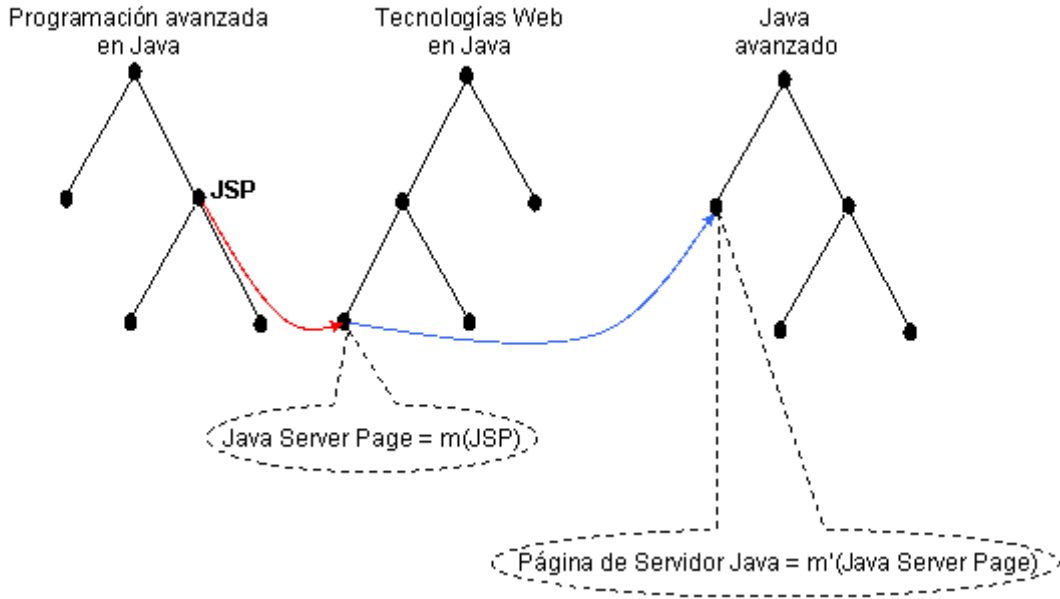 Programación avanzada
en Java
Tecnologías Web
en Java
Java
avanzado
JSP
Java Server Page = m(JSP)
Página de Servidor Java = m'(Java Server Page)